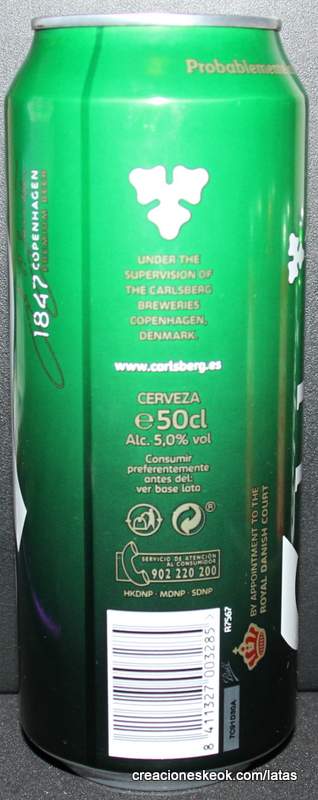 Probableme
1847 COPENHAGEN
PREMIUM BEER
UNDER THE
SUPERVISION OF
THE CARLSBERG
BREWERIES
COPENHAGEN,
DENMARK.
www.carlsberg.es
CERVEZA
℮50cl
Alc. 5,0% vol
Consumir
preferentemente
antes del:
ver base lata
®
SERVICIO DE ATENCIÓN
AL CONSUMIDOR
902 220 200
HKDNP · MDNP · SDNP
BY APPOINTMENT TO THE
ROYAL DANISH COURT
R7567
8 411327 003285 >
7C91030A
creacioneskeok.com/latas